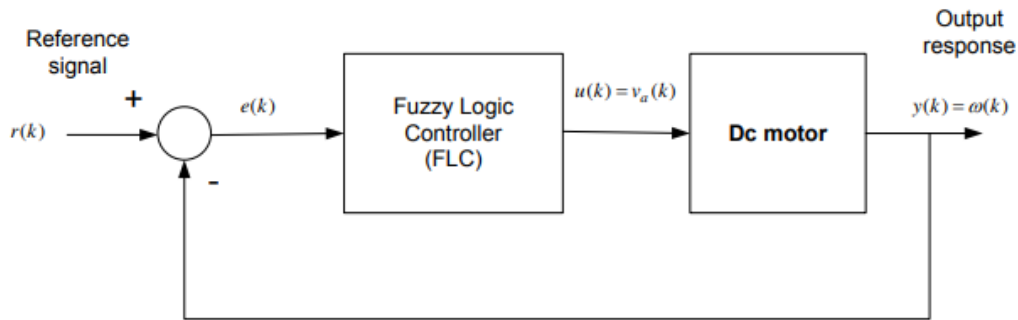 Reference
signal
+
r(k)
-
e(k)
Fuzzy Logic
Controller
(FLC)
u(k) = v_a(k)
Dc motor
Output
response
y(k) = ω(k)